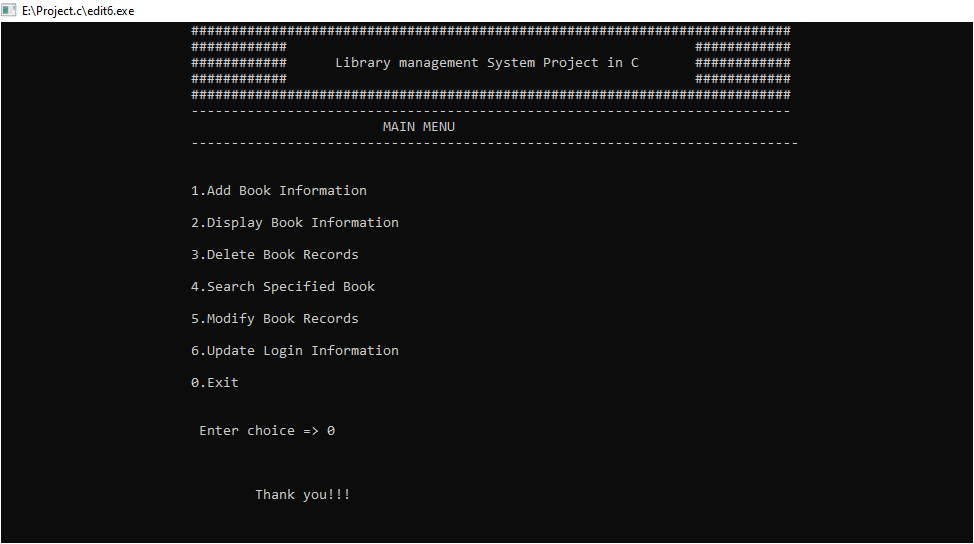 E:\Project.c\edit6.exe
###########################################################################
############ ############
############ Library management System Project in C ############
############ ############
###########################################################################
---------------------------------------------------------------------------
MAIN MENU
----------------------------------------------------------------------------
1.Add Book Information
2.Display Book Information
3.Delete Book Records
4.Search Specified Book
5.Modify Book Records
6.Update Login Information
0.Exit
Enter choice => 0
Thank you!!!